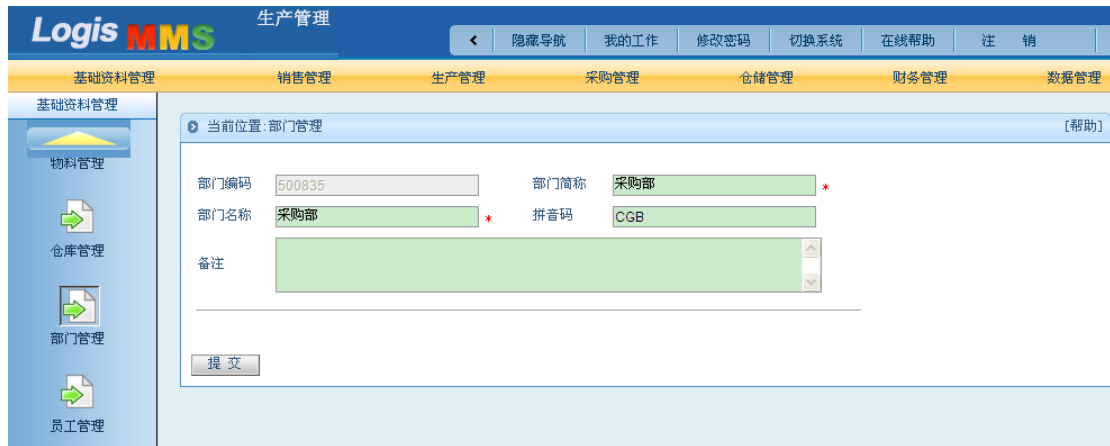 Logis MMS
生产管理
隐藏导航 我的工作 修改密码 切换系统 在线帮助 注 销
基础资料管理 销售管理 生产管理 采购管理 仓储管理 财务管理 数据管理
基础资料管理
当前位置:部门管理 [帮助]
物料管理
部门编码 500835 部门简称 采购部 *
部门名称 采购部 * 拼音码 CGB
仓库管理
备注
部门管理
提 交
员工管理